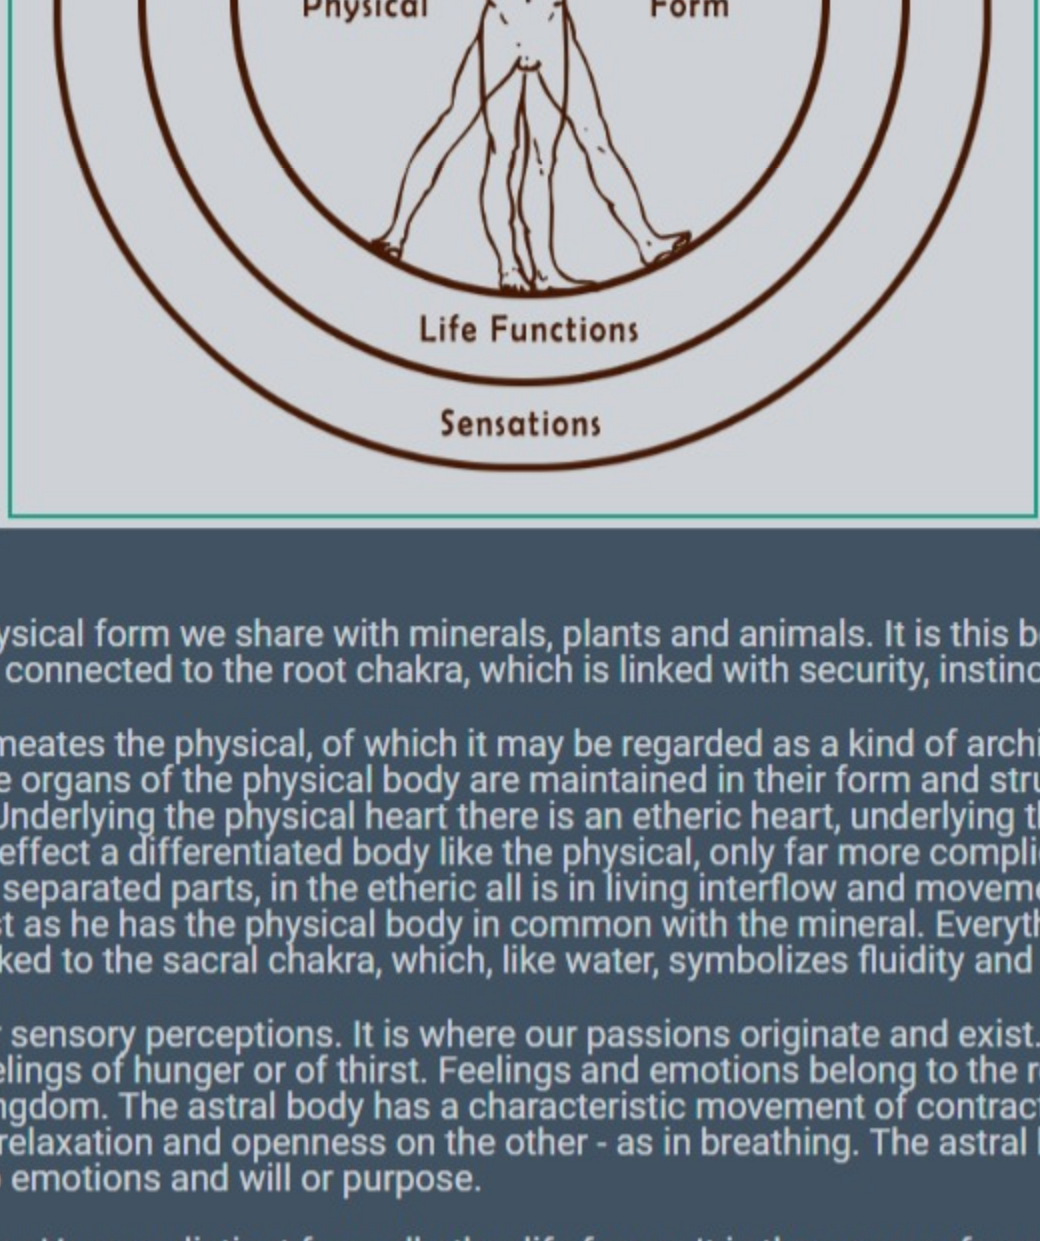 Physical Form
Life Functions
Sensations
ysical form we share with minerals, plants and animals. It is this b
connected to the root chakra, which is linked with security, instinc
meates the physical, of which it may be regarded as a kind of archi
e organs of the physical body are maintained in their form and stru
Underlying the physical heart there is an etheric heart, underlying t
effect a differentiated body like the physical, only far more compli
separated parts, in the etheric all is in living interflow and moveme
st as he has the physical body in common with the mineral. Everyth
ked to the sacral chakra, which, like water, symbolizes fluidity and
sensory perceptions. It is where our passions originate and exist.
elings of hunger or of thirst. Feelings and emotions belong to the r
ngdom. The astral body has a characteristic movement of contract
relaxation and openness on the other - as in breathing. The astral
emotions and will or purpose.